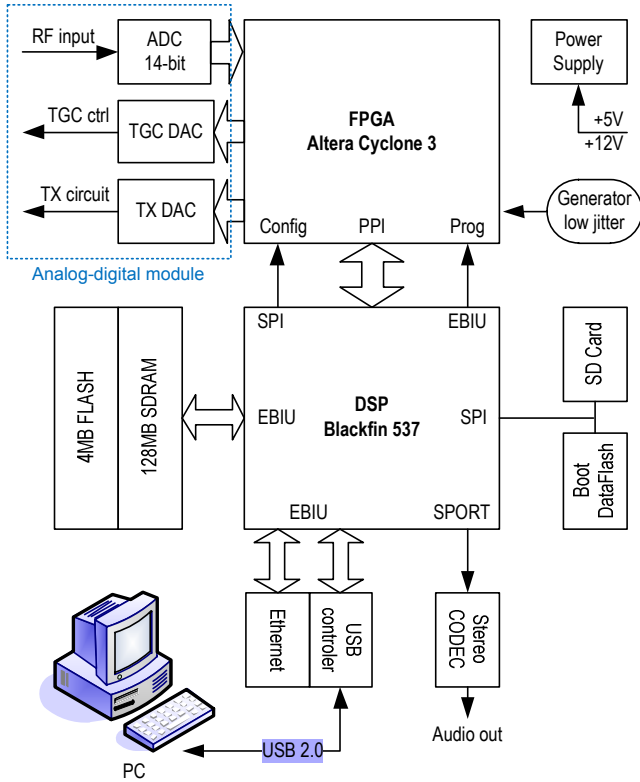 RF input
ADC
14-bit
TGC ctrl
TGC DAC
TX circuit
TX DAC
Analog-digital module
FPGA
Altera Cyclone 3
Config
PPI
Prog
Power
Supply
+5V
+12V
Generator
low jitter
SPI
EBIU
4MB FLASH
128MB SDRAM
EBIU
DSP
Blackfin 537
SPI
SD Card
Boot
DataFlash
EBIU
SPORT
Ethernet
USB
controler
Stereo
CODEC
PC
USB 2.0
Audio out